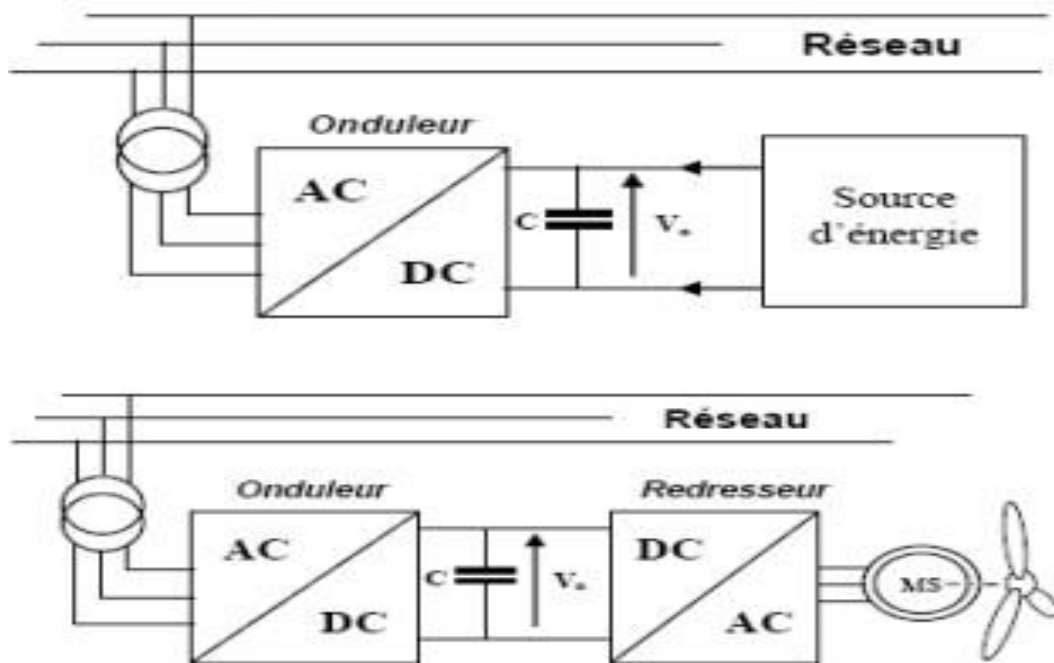 Réseau
Onduleur
AC
DC
C
Source
d'énergie
Réseau
Onduleur
Redresseur
AC
DC
C
DC
AC
MS